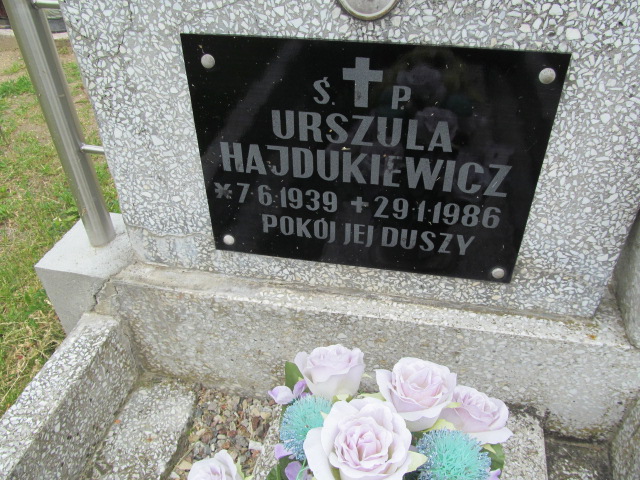 Ś. P.
URSZULA
HAJDUKIEWICZ
*7.6.1939 +29.1.1986
POKÓJ JEJ DUSZY